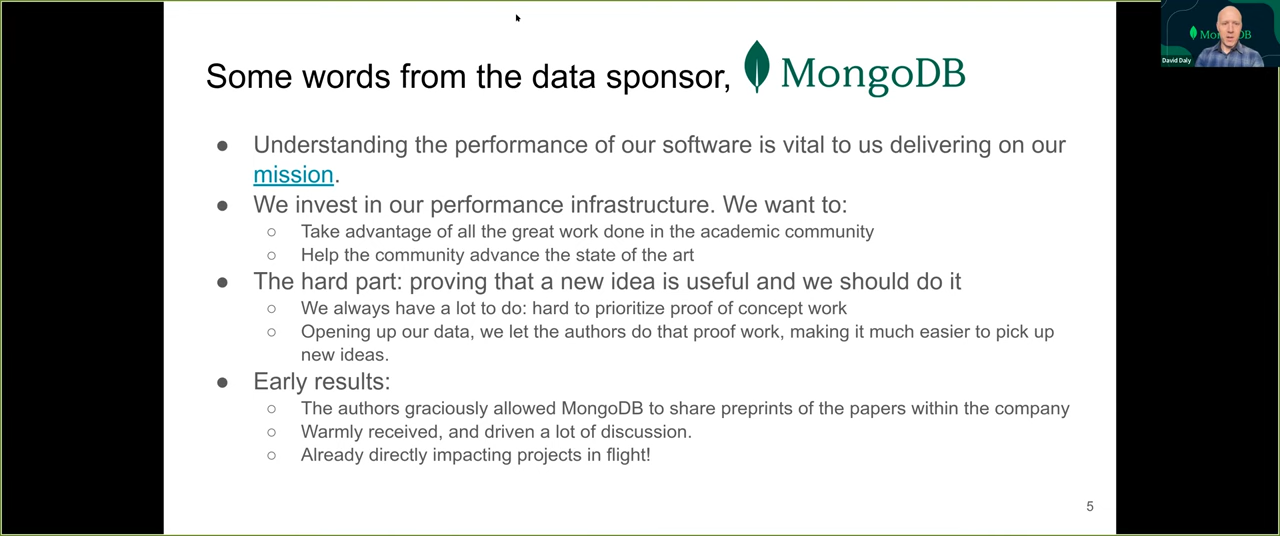 Some words from the data sponsor, MongoDB
● Understanding the performance of our software is vital to us delivering on our
mission.
● We invest in our performance infrastructure. We want to:
○ Take advantage of all the great work done in the academic community
○ Help the community advance the state of the art
● The hard part: proving that a new idea is useful and we should do it
○ We always have a lot to do: hard to prioritize proof of concept work
○ Opening up our data, we let the authors do that proof work, making it much easier to pick up
new ideas.
● Early results:
○ The authors graciously allowed MongoDB to share preprints of the papers within the company
○ Warmly received, and driven a lot of discussion.
○ Already directly impacting projects in flight!
5
David Daly